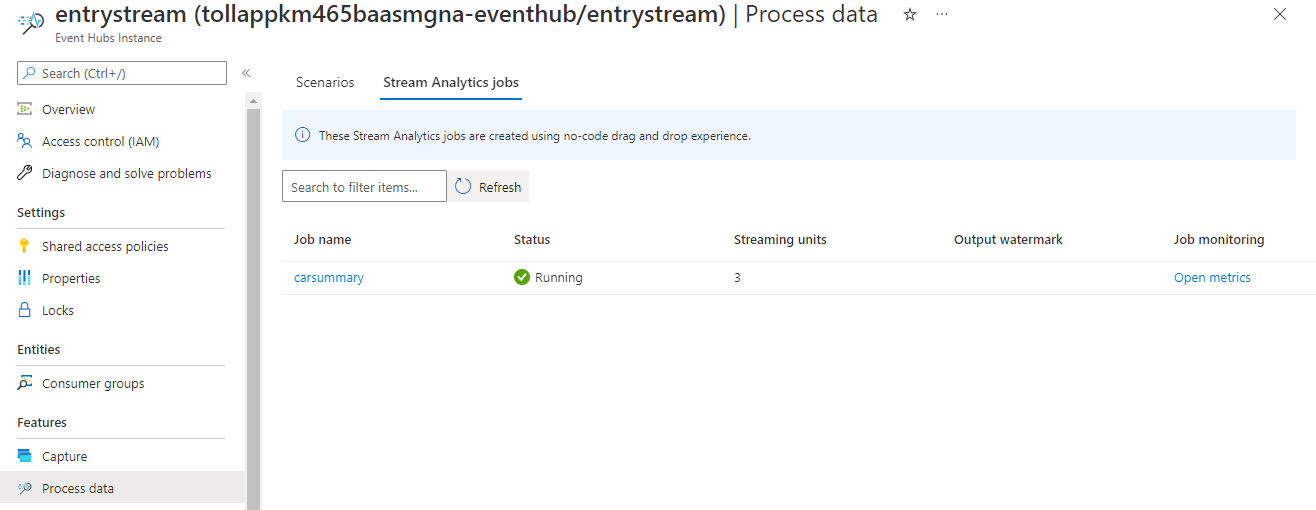 entrystream (tollappkm465baasmgna-eventhub/entrystream) | Process data
Event Hubs Instance
Search (Ctrl+/)
Overview
Access control (IAM)
Diagnose and solve problems
Settings
Shared access policies
Properties
Locks
Entities
Consumer groups
Features
Capture
Process data
Scenarios Stream Analytics jobs
These Stream Analytics jobs are created using no-code drag and drop experience.
Search to filter items... Refresh
Job name Status Streaming units Output watermark Job monitoring
carsummary Running 3 Open metrics